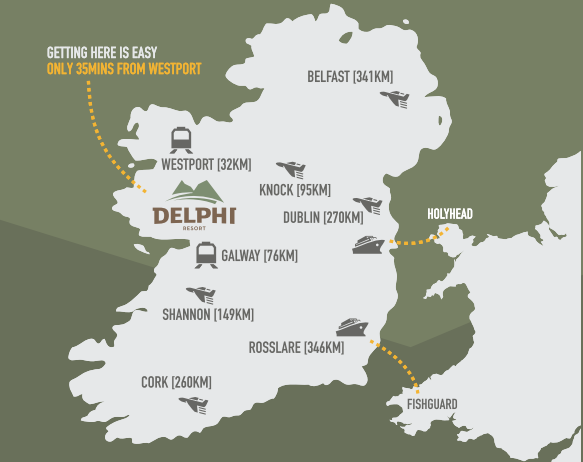 GETTING HERE IS EASY
ONLY 35MINS FROM WESTPORT
BELFAST [341KM]
WESTPORT [32KM]
KNOCK [95KM]
DELPHI
RESORT
DUBLIN [270KM]
HOLYHEAD
GALWAY [76KM]
SHANNON [149KM]
ROSSLARE [346KM]
CORK [260KM]
FISHGUARD